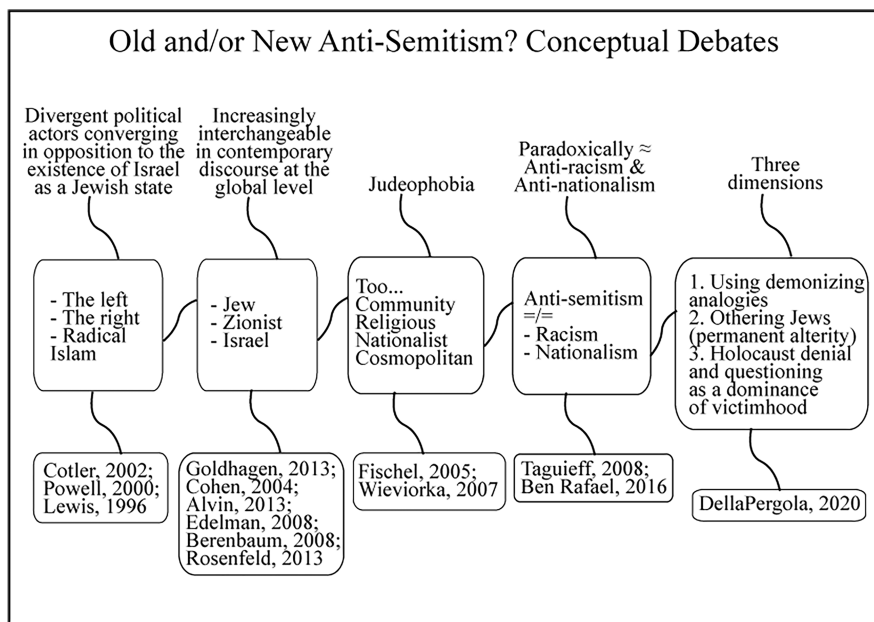 Old and/or New Anti-Semitism? Conceptual Debates
Divergent political
actors converging
in opposition to the
existence of Israel
as a Jewish state
- The left
- The right
- Radical
Islam
Cotler, 2002;
Powell, 2000;
Lewis, 1996
Increasingly
interchangeable
in contemporary
discourse at the
global level
- Jew
- Zionist
- Israel
Goldhagen, 2013;
Cohen, 2004;
Alvin, 2013;
Edelman, 2008;
Berenbaum, 2008;
Rosenfeld, 2013
Judeophobia
Too...
Community
Religious
Nationalist
Cosmopolitan
Fischel, 2005;
Wieviorka, 2007
Paradoxically ≈
Anti-racism &
Anti-nationalism
Anti-semitism
=/=
- Racism
- Nationalism
Taguieff, 2008;
Ben Rafael, 2016
Three
dimensions
1. Using demonizing
analogies
2. Othering Jews
(permanent alterity)
3. Holocaust denial
and questioning
as a dominance
of victimhood
DellaPergola, 2020